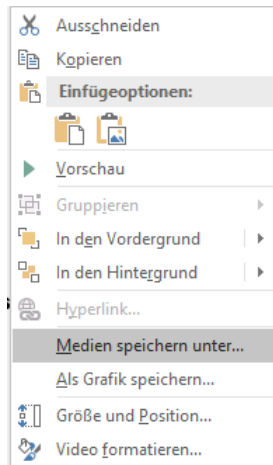 Ausschneiden
Kopieren
Einfügeoptionen:
Vorschau
Gruppieren
In den Vordergrund
In den Hintergrund
Hyperlink...
Medien speichern unter...
Als Grafik speichern...
Größe und Position...
Video formatieren...